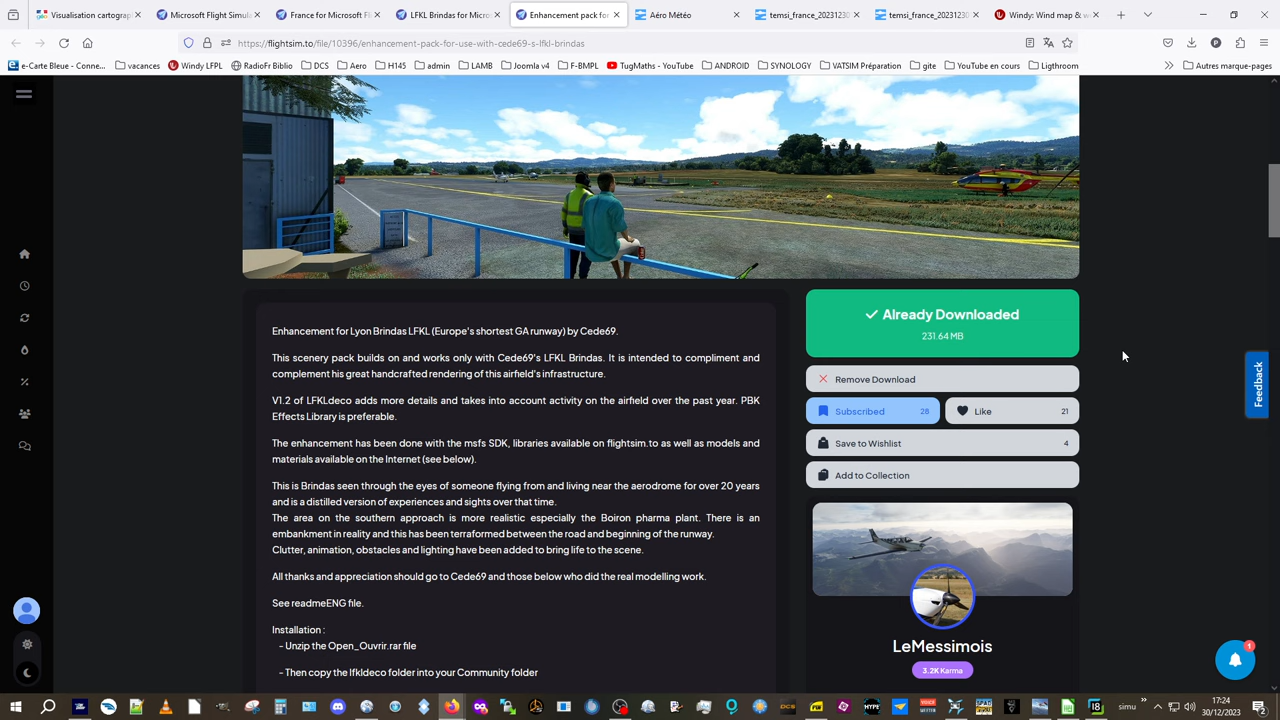 Visualisation cartograp
Microsoft Flight Simula
France for Microsoft Fl
LFKL Brindas for Micro
Enhancement pack for
Aéro Météo
temsi_france_20231230
temsi_france_20231230
Windy: Wind map & w
https://flightsim.to/file/10396/enhancement-pack-for-use-with-cede69-s-lfkl-brindas
e-Carte Bleue - Conne...
vacances
Windy LFPL
RadioFr Biblio
DCS
Aero
H145
admin
LAMB
Joomla v4
F-BMPL
TugMaths - YouTube
ANDROID
SYNOLOGY
VATSIM Préparation
gite
YouTube en cours
Ligthroom
Autres marque-pages
Already Downloaded
231.64 MB
Remove Download
Subscribed 28
Like 21
Save to Wishlist 4
Add to Collection
Feedback
Enhancement for Lyon Brindas LFKL (Europe's shortest GA runway) by Cede69.
This scenery pack builds on and works only with Cede69's LFKL Brindas. It is intended to compliment and
complement his great handcrafted rendering of this airfield's infrastructure.
V1.2 of LFKLdeco adds more details and takes into account activity on the airfield over the past year. PBK
Effects Library is preferable.
The enhancement has been done with the msfs SDK, libraries available on flightsim.to as well as models and
materials available on the Internet (see below).
This is Brindas seen through the eyes of someone flying from and living near the aerodrome for over 20 years
and is a distilled version of experiences and sights over that time.
The area on the southern approach is more realistic especially the Boiron pharma plant. There is an
embankment in reality and this has been terraformed between the road and beginning of the runway.
Clutter, animation, obstacles and lighting have been added to bring life to the scene.
All thanks and appreciation should go to Cede69 and those below who did the real modelling work.
See readmeENG file.
Installation :
- Unzip the Open_Ouvrir.rar file
- Then copy the lfkldeco folder into your Community folder
LeMessimois
3.2K Karma
1
simu
17:24
30/12/2023
2